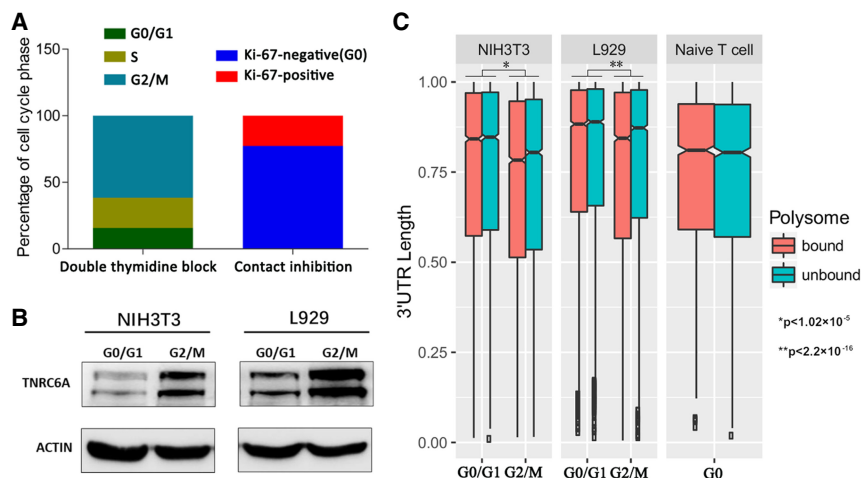 A
G0/G1
S
G2/M
Ki-67-negative(G0)
Ki-67-positive
Percentage of cell cycle phase
150
100
50
0
Double thymidine block
Contact inhibition
B
NIH3T3
L929
G0/G1
G2/M
G0/G1
G2/M
TNRC6A
ACTIN
C
NIH3T3
L929
Naive T cell
*
**
3'UTR Length
1.00
0.75
0.50
0.25
0.00
G0/G1
G2/M
G0/G1
G2/M
G0
Polysome
bound
unbound
*p<1.02×10⁻⁵
**p<2.2×10⁻¹⁶